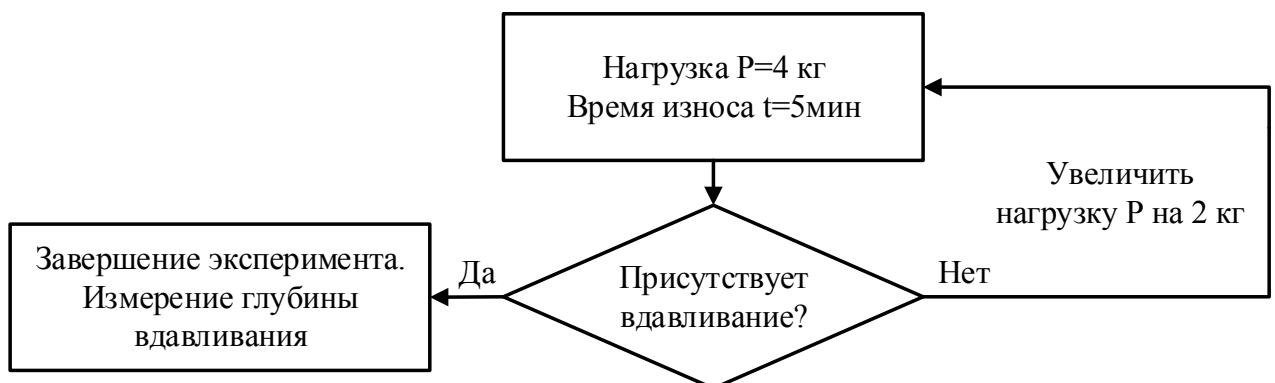 Нагрузка P=4 кг
Время износа t=5мин
Увеличить
нагрузку P на 2 кг
Завершение эксперимента.
Измерение глубины
вдавливания
Да
Присутствует
вдавливание?
Нет